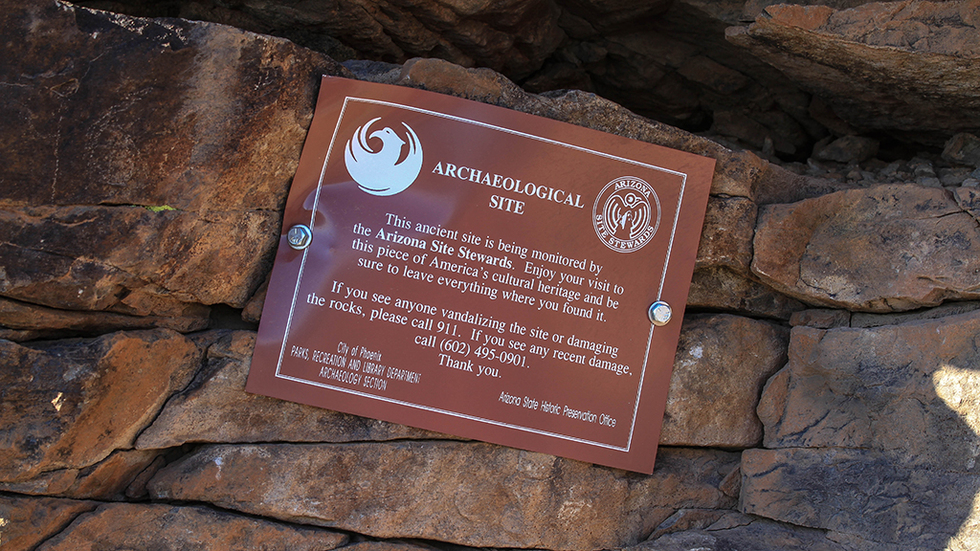 ARCHAEOLOGICAL
SITE
ARIZONA
SITE STEWARDS
This ancient site is being monitored by
the Arizona Site Stewards. Enjoy your visit to
this piece of America's cultural heritage and be
sure to leave everything where you found it.
If you see anyone vandalizing the site or damaging
the rocks, please call 911. If you see any recent damage,
call (602) 495-0901.
Thank you.
City of Phoenix
PARKS, RECREATION AND LIBRARY DEPARTMENT
ARCHAEOLOGY SECTION
Arizona State Historic Preservation Office